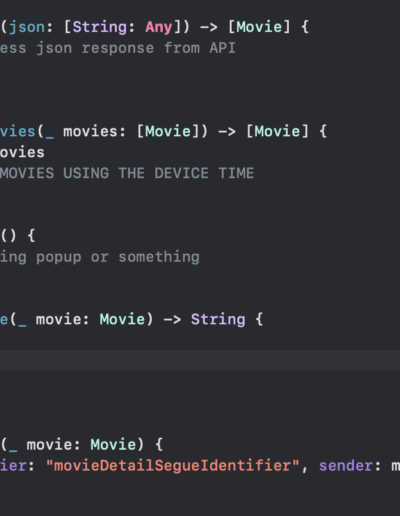 (json: [String: Any]) -> [Movie] {
ess json response from API
vies(_ movies: [Movie]) -> [Movie] {
ovies
MOVIES USING THE DEVICE TIME
() {
ing popup or something
e(_ movie: Movie) -> String {
(_ movie: Movie) {
ier: "movieDetailSegueIdentifier", sender: m